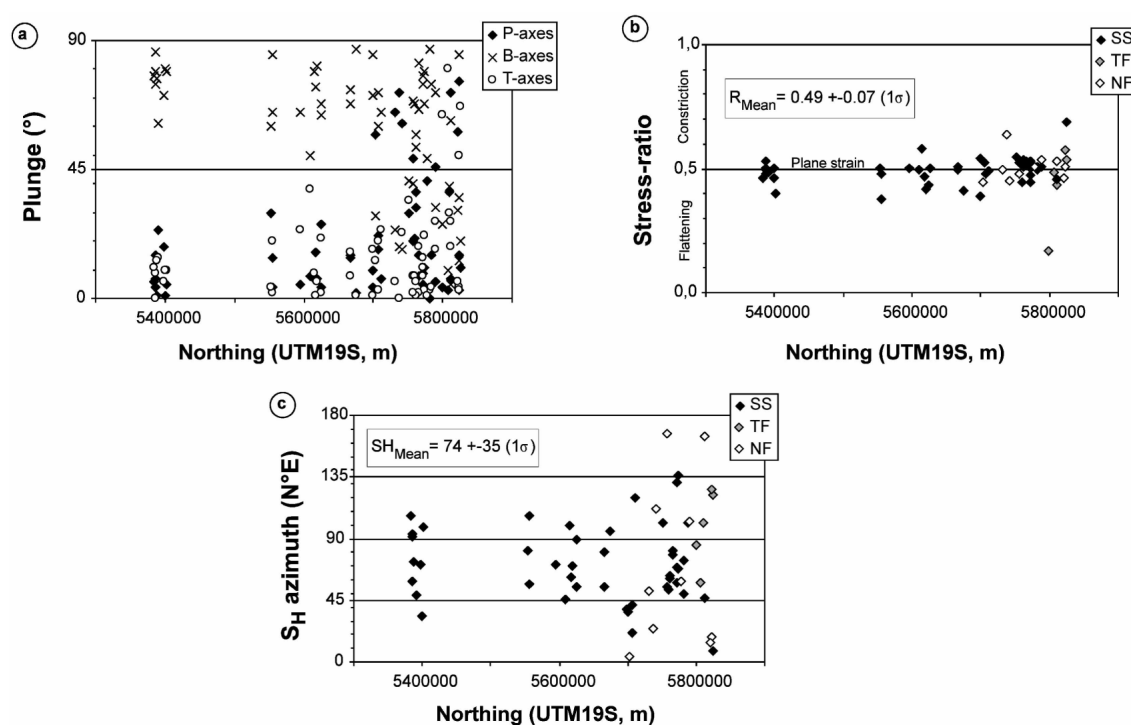 a
90
45
0
Plunge (°)
P-axes
B-axes
T-axes
5400000
5600000
5800000
Northing (UTM19S, m)
b
1,0
0,5
0,0
Stress-ratio
Constriction
Flattening
R_Mean = 0.49 +-0.07 (1σ)
Plane strain
SS
TF
NF
5400000
5600000
5800000
Northing (UTM19S, m)
c
180
135
90
45
0
S_H azimuth (N°E)
SH_Mean = 74 +-35 (1σ)
SS
TF
NF
5400000
5600000
5800000
Northing (UTM19S, m)